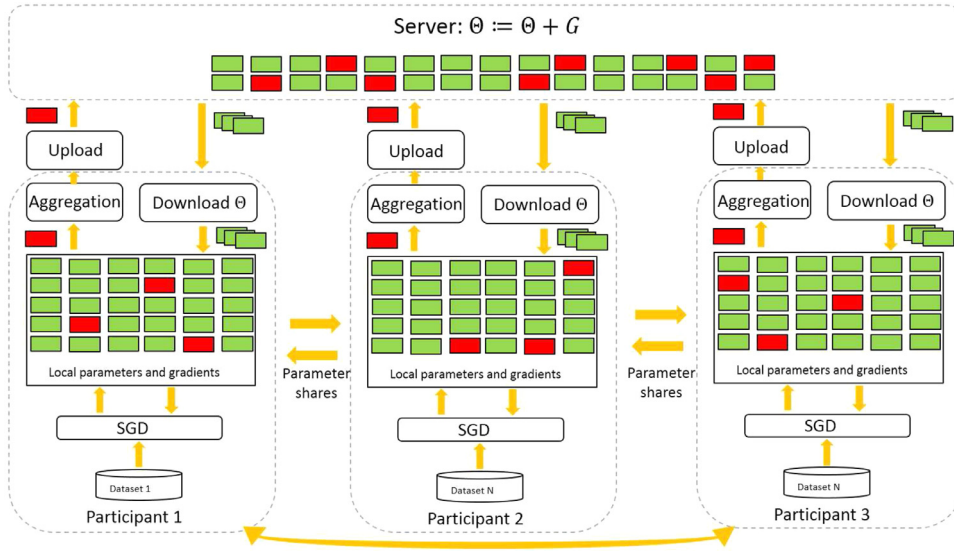 Server: Θ ≔ Θ + G
Upload
Upload
Upload
Aggregation
Download Θ
Aggregation
Download Θ
Aggregation
Download Θ
Local parameters and gradients
Parameter
shares
Local parameters and gradients
Parameter
shares
Local parameters and gradients
SGD
SGD
SGD
Dataset 1
Dataset N
Dataset N
Participant 1
Participant 2
Participant 3